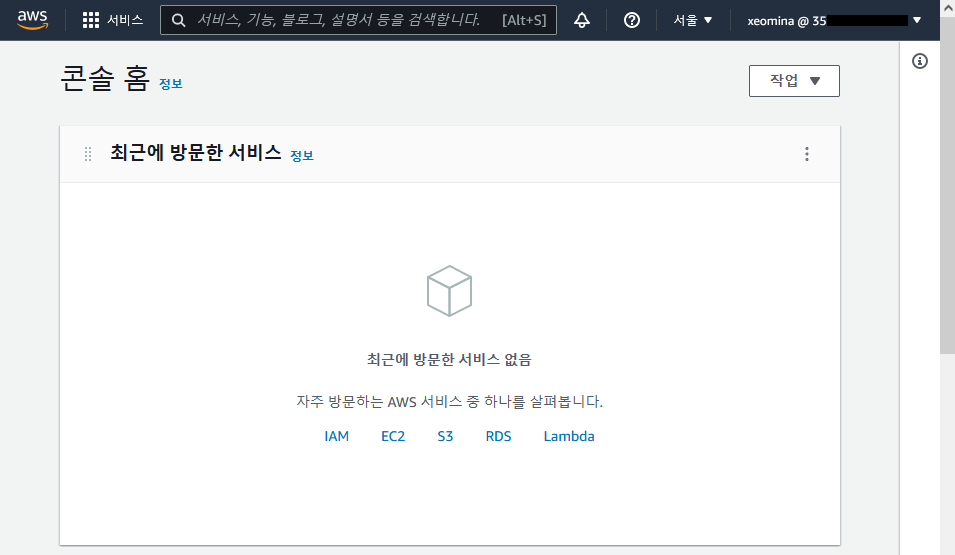 aws 서비스 서비스, 기능, 블로그, 설명서 등을 검색합니다. [Alt+S] 서울 ▼ xeomina @ 35 ▼
콘솔 홈 정보
작업 ▼
최근에 방문한 서비스 정보
최근에 방문한 서비스 없음
자주 방문하는 AWS 서비스 중 하나를 살펴봅니다.
IAM EC2 S3 RDS Lambda